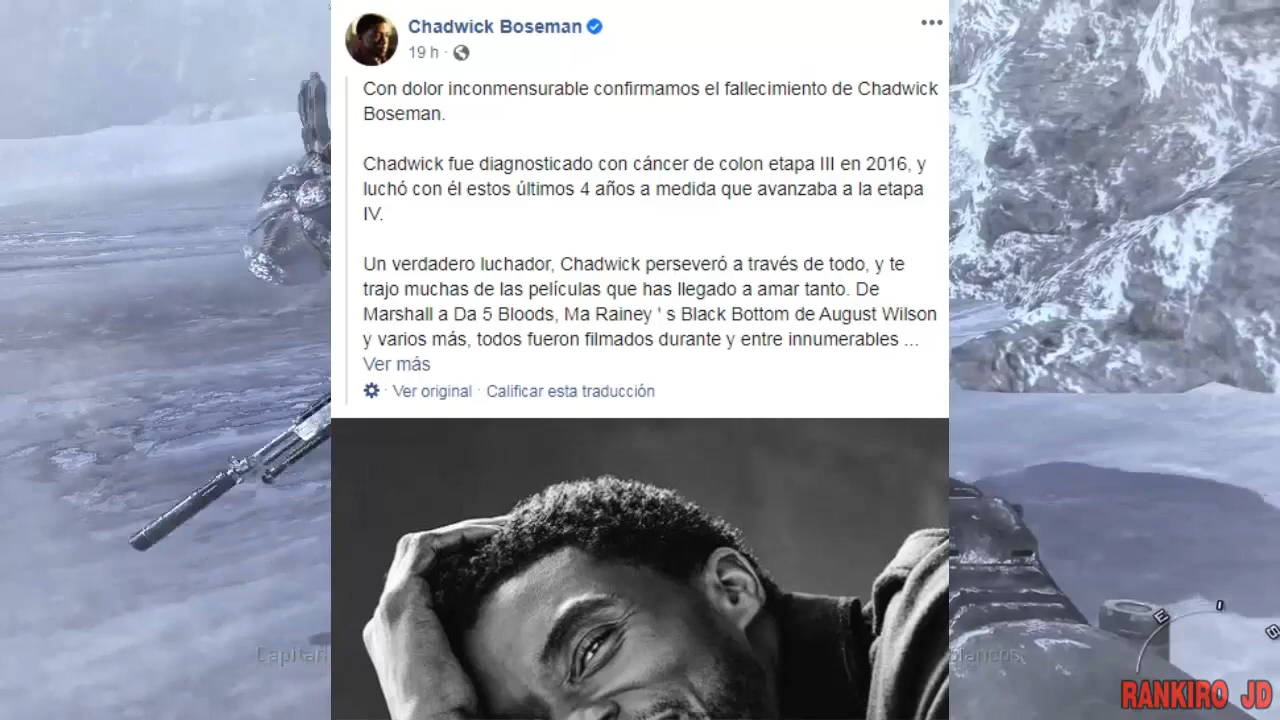 Chadwick Boseman
19 h ·
Con dolor inconmensurable confirmamos el fallecimiento de Chadwick
Boseman.
Chadwick fue diagnosticado con cáncer de colon etapa III en 2016, y
luchó con él estos últimos 4 años a medida que avanzaba a la etapa
IV.
Un verdadero luchador, Chadwick perseveró a través de todo, y te
trajo muchas de las películas que has llegado a amar tanto. De
Marshall a Da 5 Bloods, Ma Rainey ' s Black Bottom de August Wilson
y varios más, todos fueron filmados durante y entre innumerables ...
Ver más
· Ver original · Calificar esta traducción
Capitán
blancos
E I S
RANKIRO JD